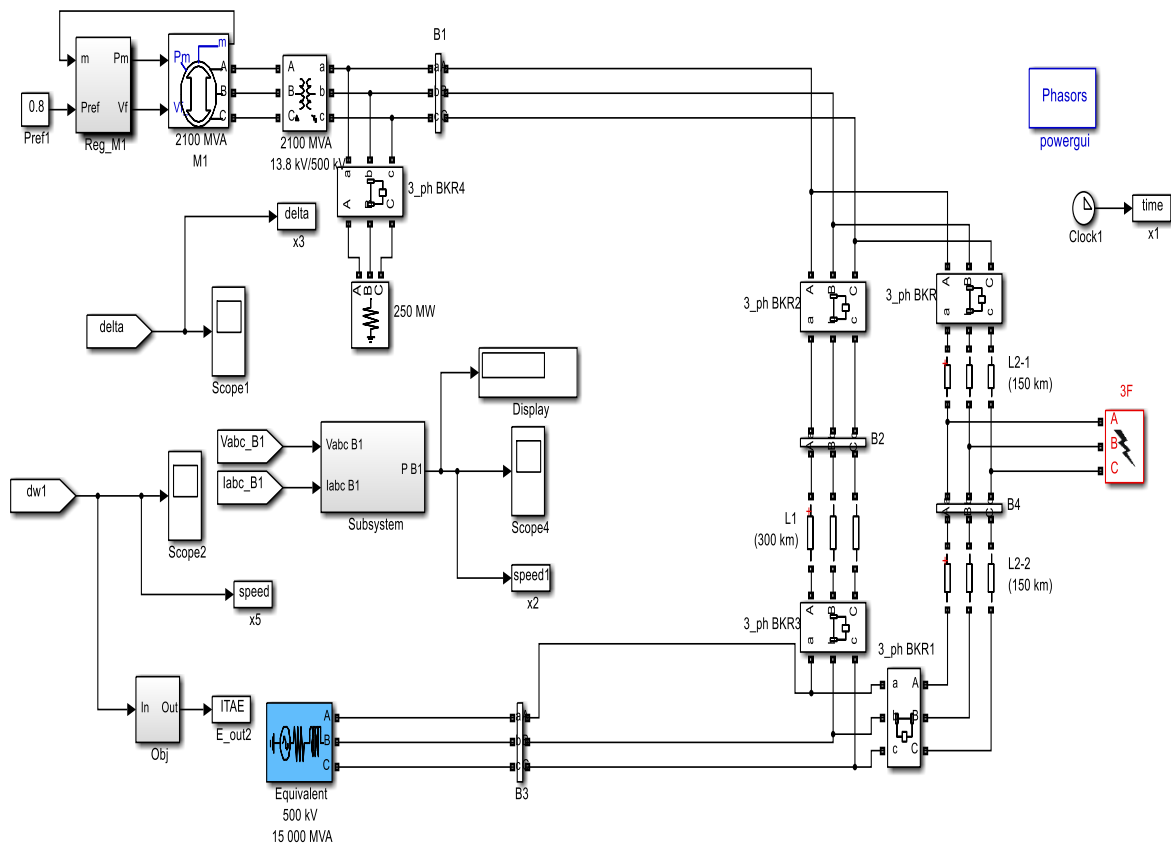 B1
m
Pm
Pref
Vf
0.8
Pref1
Reg_M1
Pm
m
Vf
A
B
C
2100 MVA
M1
A
B
C
a
b
c
2100 MVA
13.8 kV/500 kV
a
b
c
A
B
C
3_ph BKR4
A
B
C
250 MW
Phasors
powergui
Clock1
time
x1
delta
x3
delta
Scope1
3_ph BKR2
A
B
C
a
b
c
3_ph BKR
A
B
C
a
b
c
L2-1
(150 km)
3F
A
B
C
B2
B4
L1
(300 km)
L2-2
(150 km)
3_ph BKR3
A
B
C
a
b
c
3_ph BKR1
a
b
c
A
B
C
Display
Vabc_B1
Iabc_B1
Vabc B1
Iabc B1
P B1
Subsystem
Scope4
speed1
x2
dw1
Scope2
speed
x5
In
Out
Obj
ITAE
E_out2
A
B
C
Equivalent
500 kV
15 000 MVA
B3